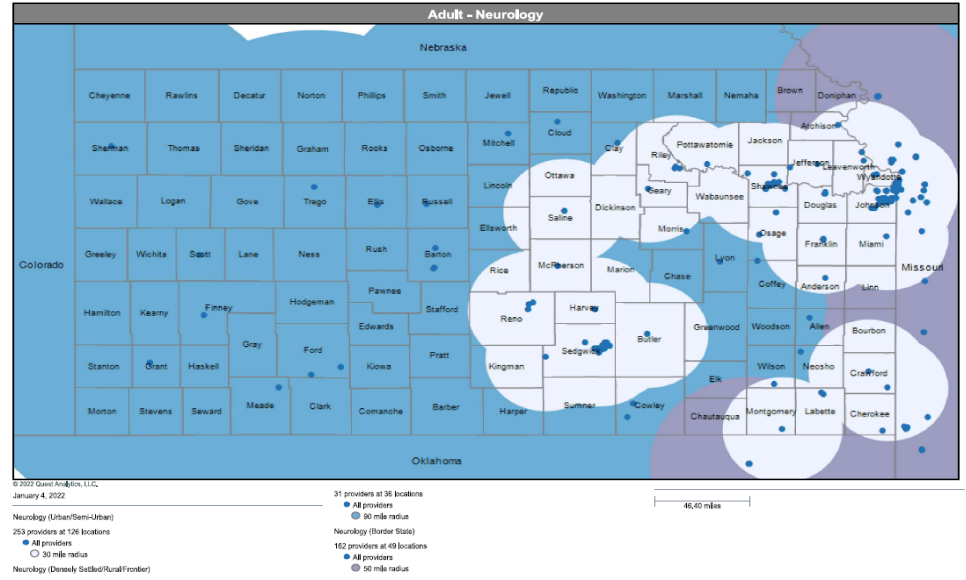 Adult - Neurology
Nebraska
Cheyenne Rawlins Decatur Norton Phillips Smith Jewell Republic Washington Marshall Nemaha Brown Doniphan
Atchison
Sherman Thomas Sheridan Graham Rooks Osborne Mitchell Cloud Clay Riley Pottawatomie Jackson Jefferson Leavenworth
Wyandotte
Lincoln Ottawa Geary Wabaunsee Shawnee
Wallace Logan Gove Trego Ellis Russell Saline Dickinson Douglas Johnson
Ellsworth Morris Osage
Greeley Wichita Scott Lane Ness Rush Barton Rice McPherson Marion Chase Lyon Franklin Miami
Colorado
Missouri
Pawnee Coffey Anderson Linn
Hamilton Kearny Finney Hodgeman Stafford Reno Harvey
Edwards Greenwood Woodson Allen Bourbon
Gray Ford Sedgwick Butler
Stanton Grant Haskell Kiowa Pratt Kingman Wilson Neosho Crawford
Elk
Morton Stevens Seward Meade Clark Comanche Barber Harper Sumner Cowley Chautauqua Montgomery Labette Cherokee
Oklahoma
© 2022 Quest Analytics, LLC.
January 4, 2022
Neurology (Urban/Semi-Urban)
253 providers at 126 locations
All providers
30 mile radius
Neurology (Densely Settled/Rural/Frontier)
31 providers at 36 locations
All providers
90 mile radius
Neurology (Border State)
162 providers at 49 locations
All providers
50 mile radius
46.40 miles